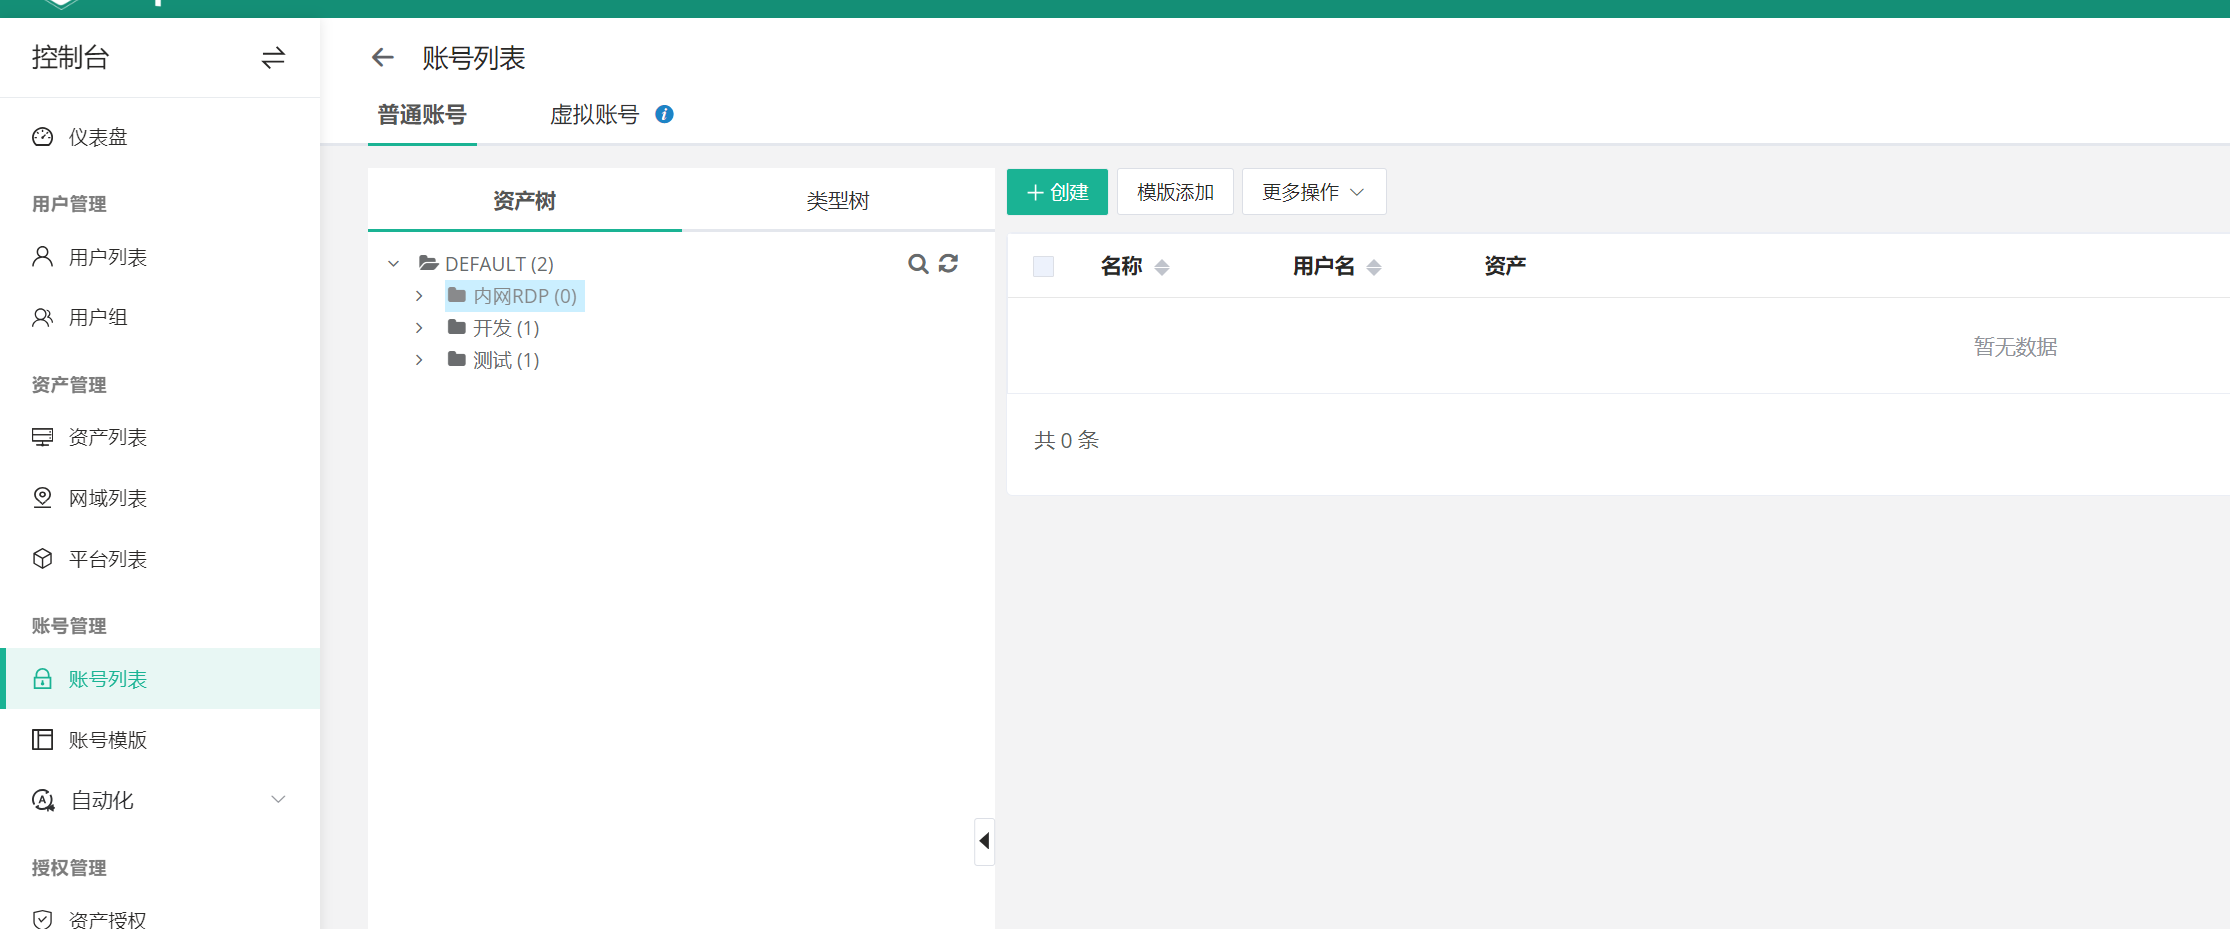 控制台
仪表盘
用户管理
用户列表
用户组
资产管理
资产列表
网域列表
平台列表
账号管理
账号列表
账号模版
自动化
授权管理
资产授权
账号列表
普通账号
虚拟账号
资产树
类型树
DEFAULT (2)
内网RDP (0)
开发 (1)
测试 (1)
创建
模版添加
更多操作
名称
用户名
资产
暂无数据
共 0 条